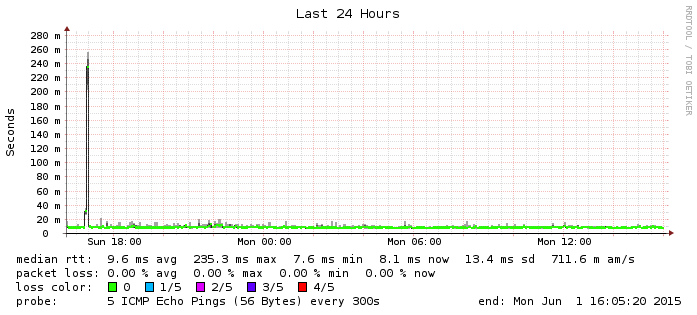 Last 24 Hours
RRDTOOL / TOBI OETIKER
Seconds
280 m
260 m
240 m
220 m
200 m
180 m
160 m
140 m
120 m
100 m
80 m
60 m
40 m
20 m
0
Sun 18:00 Mon 00:00 Mon 06:00 Mon 12:00
median rtt: 9.6 ms avg 235.3 ms max 7.6 ms min 8.1 ms now 13.4 ms sd 711.6 m am/s
packet loss: 0.00 % avg 0.00 % max 0.00 % min 0.00 % now
loss color: 0 1/5 2/5 3/5 4/5
probe: 5 ICMP Echo Pings (56 Bytes) every 300s end: Mon Jun 1 16:05:20 2015